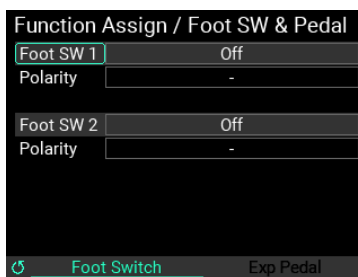 Function Assign / Foot SW & Pedal
Foot SW 1 Off
Polarity -
Foot SW 2 Off
Polarity -
Foot Switch Exp Pedal